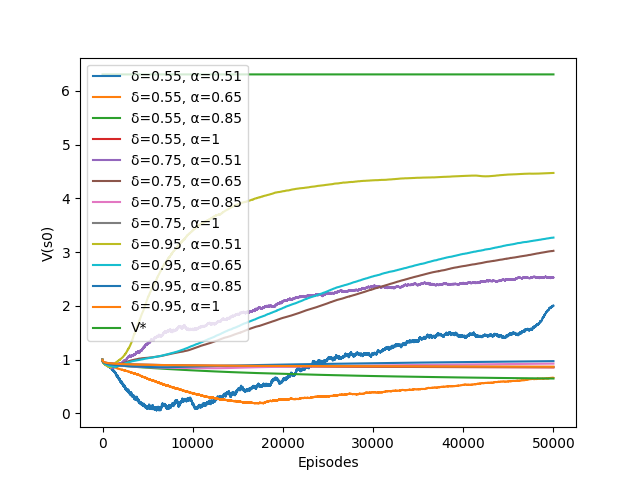 δ=0.55, α=0.51
δ=0.55, α=0.65
δ=0.55, α=0.85
δ=0.55, α=1
δ=0.75, α=0.51
δ=0.75, α=0.65
δ=0.75, α=0.85
δ=0.75, α=1
δ=0.95, α=0.51
δ=0.95, α=0.65
δ=0.95, α=0.85
δ=0.95, α=1
V*
6
5
4
3
2
1
0
V(s0)
0 10000 20000 30000 40000 50000
Episodes